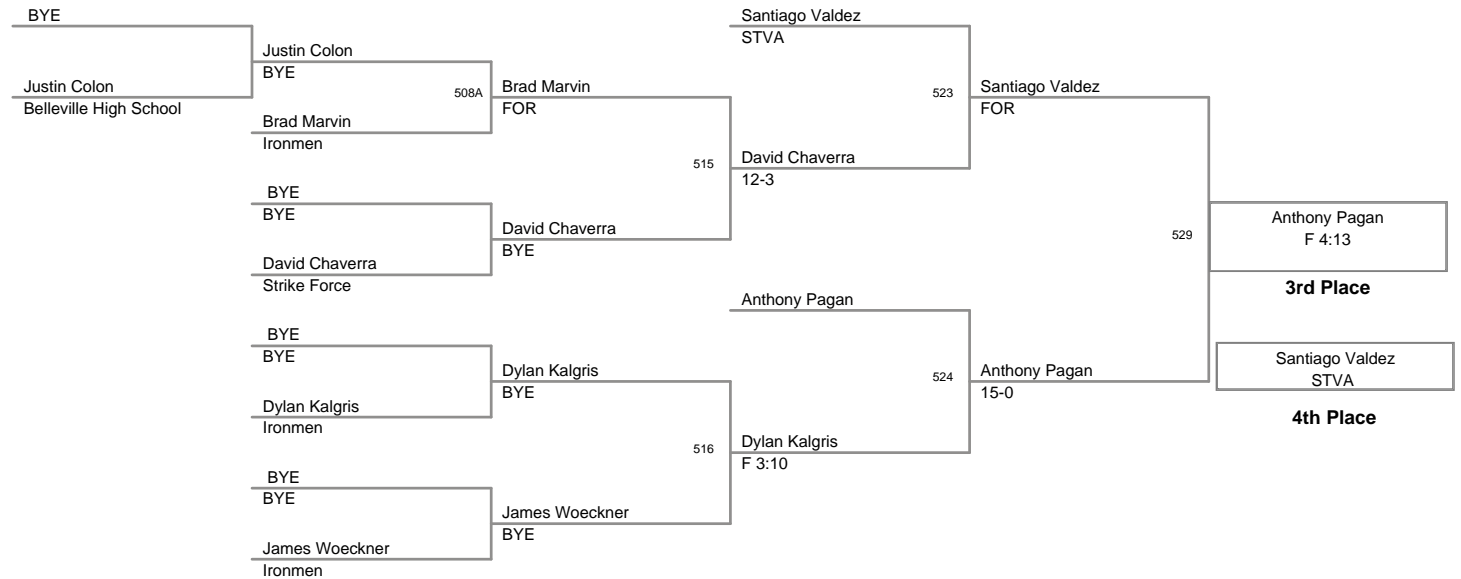 BYE
Justin Colon
Belleville High School
Justin Colon
BYE
508A
Brad Marvin
Ironmen
BYE
BYE
David Chaverra
Strike Force
BYE
BYE
Dylan Kalgris
Ironmen
BYE
BYE
James Woeckner
Ironmen
Brad Marvin
FOR
515
David Chaverra
BYE
Dylan Kalgris
BYE
516
James Woeckner
BYE
Santiago Valdez
STVA
523
David Chaverra
12-3
Anthony Pagan
524
Dylan Kalgris
F 3:10
Santiago Valdez
FOR
529
Anthony Pagan
15-0
Anthony Pagan
F 4:13
3rd Place
Santiago Valdez
STVA
4th Place